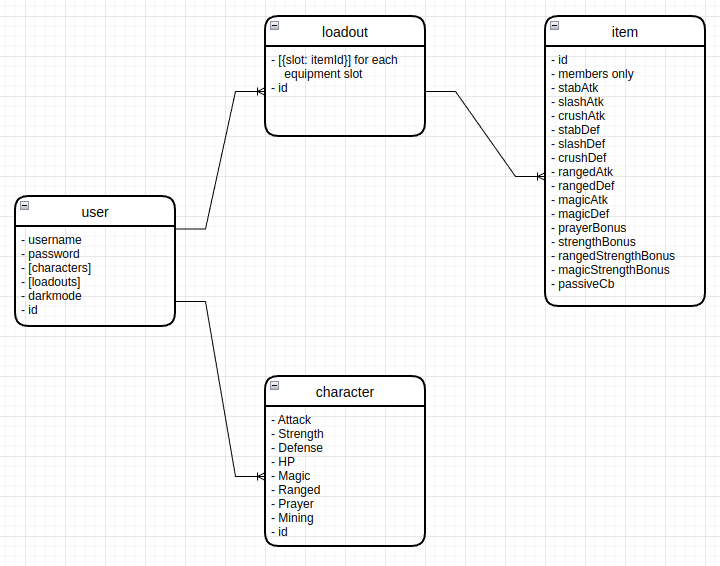 loadout
- [{slot: itemId}] for each
equipment slot
- id
item
- id
- members only
- stabAtk
- slashAtk
- crushAtk
- stabDef
- slashDef
- crushDef
- rangedAtk
- rangedDef
- magicAtk
- magicDef
- prayerBonus
- strengthBonus
- rangedStrengthBonus
- magicStrengthBonus
- passiveCb
user
- username
- password
- [characters]
- [loadouts]
- darkmode
- id
character
- Attack
- Strength
- Defense
- HP
- Magic
- Ranged
- Prayer
- Mining
- id